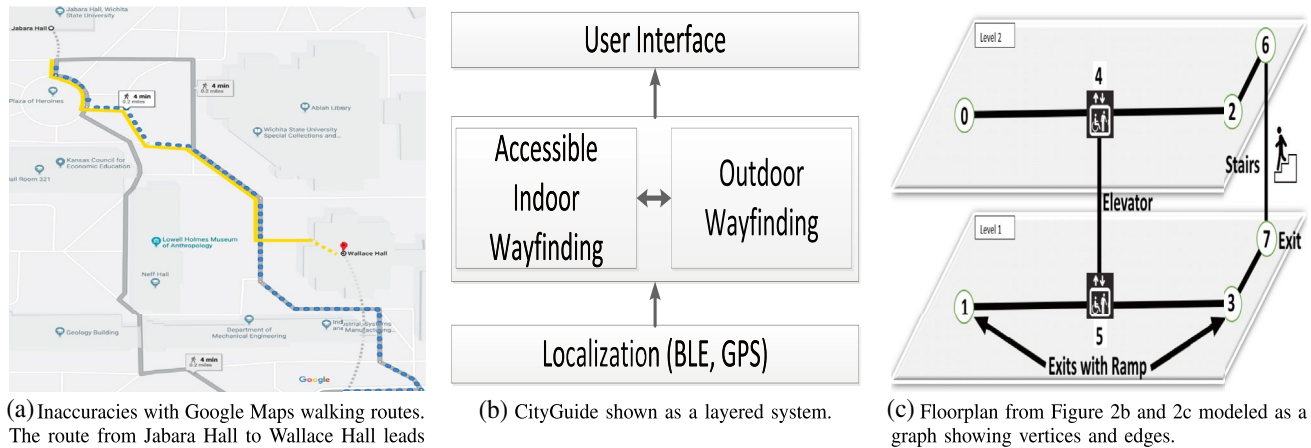 Jabara Hall, Wichita
State University
Jabara Hall
4 min
0.2 miles
Plaza of Heroines
4 min
0.2 miles
Ablah Library
Wichita State University
Special Collections and...
Kansas Council for
Economic Education
all Room 321
Lowell Holmes Museum
of Anthropology
Wallace Hall
Neff Hall
Geology Building
Department of
Mechanical Engineering
Manufacturing...
4 min
0.2 miles
Google
(a) Inaccuracies with Google Maps walking routes.
The route from Jabara Hall to Wallace Hall leads
User Interface
Accessible
Indoor
Wayfinding
Outdoor
Wayfinding
Localization (BLE, GPS)
(b) CityGuide shown as a layered system.
Level 2
6
4
0
2
Stairs
Elevator
Level 1
7 Exit
1
3
5
Exits with Ramp
(c) Floorplan from Figure 2b and 2c modeled as a
graph showing vertices and edges.